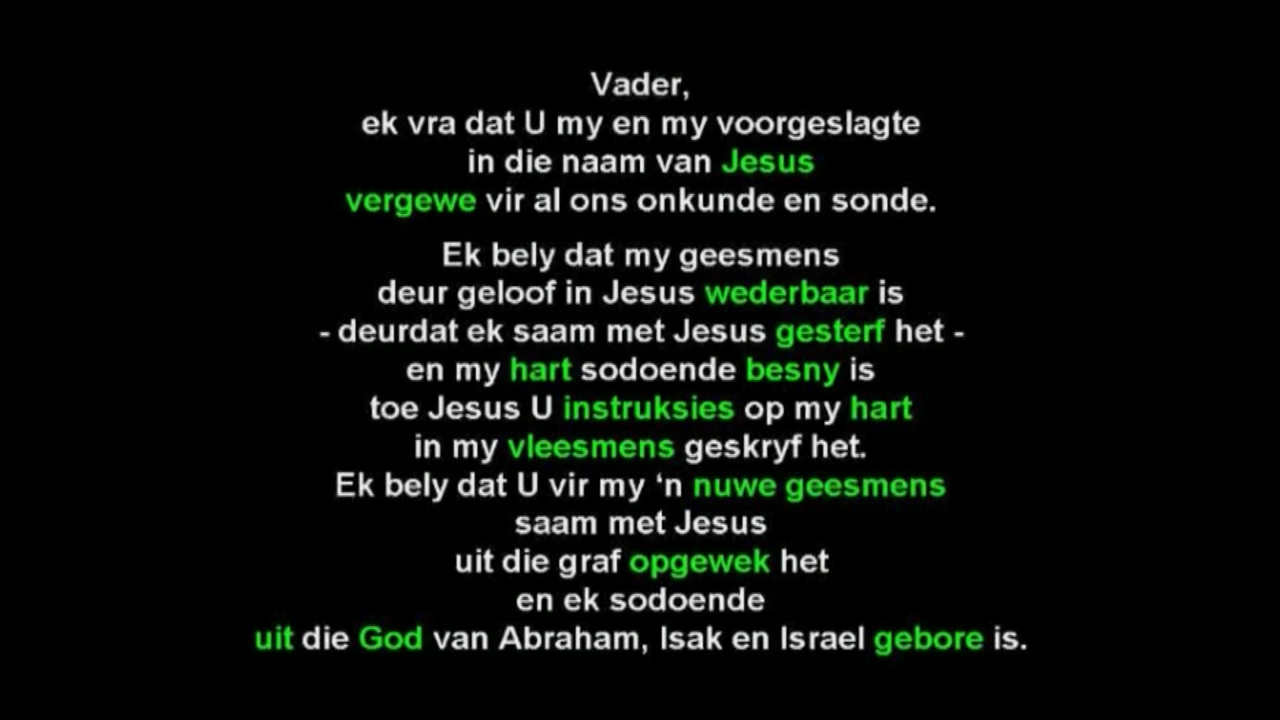 Vader,
ek vra dat U my en my voorgeslagte
in die naam van Jesus
vergewe vir al ons onkunde en sonde.
Ek bely dat my geesmens
deur geloof in Jesus wederbaar is
- deurdat ek saam met Jesus gesterf het -
en my hart sodoende besny is
toe Jesus U instruksies op my hart
in my vleesmens geskryf het.
Ek bely dat U vir my ‘n nuwe geesmens
saam met Jesus
uit die graf opgewek het
en ek sodoende
uit die God van Abraham, Isak en Israel gebore is.